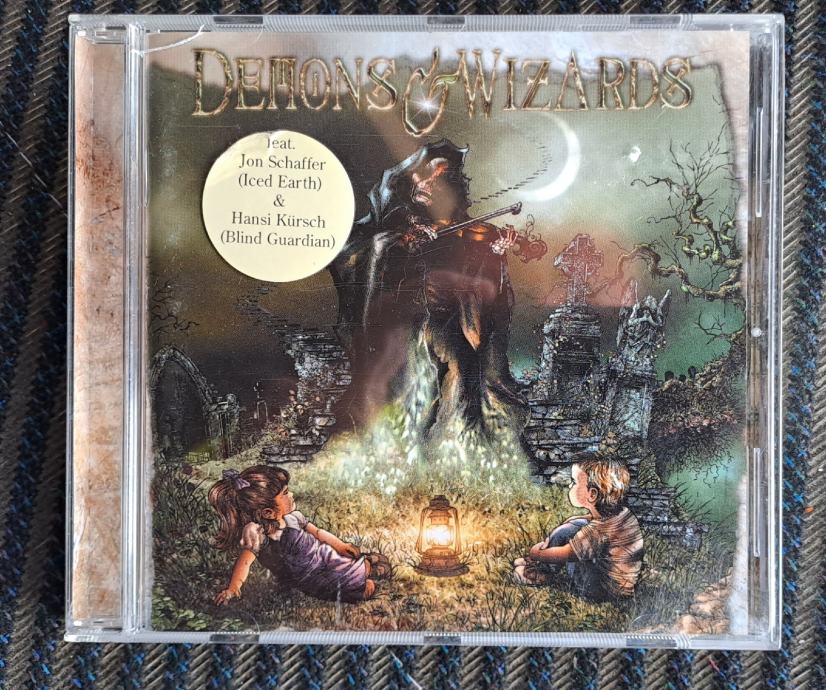 DEMONS & WIZARDS
feat.
Jon Schaffer
(Iced Earth)
&
Hansi Kürsch
(Blind Guardian)